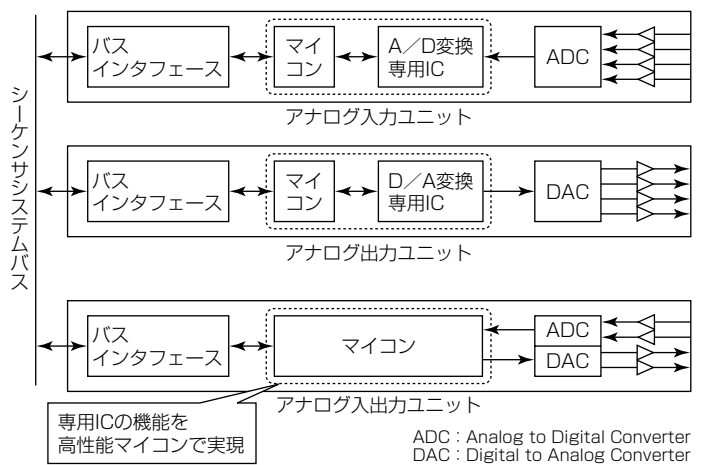 シーケンサシステムバス
バス
インタフェース
マイ
コン
A／D変換
専用IC
ADC
アナログ入力ユニット
バス
インタフェース
マイ
コン
D／A変換
専用IC
DAC
アナログ出力ユニット
バス
インタフェース
マイコン
ADC
DAC
アナログ入出力ユニット
専用ICの機能を
高性能マイコンで実現
ADC：Analog to Digital Converter
DAC：Digital to Analog Converter